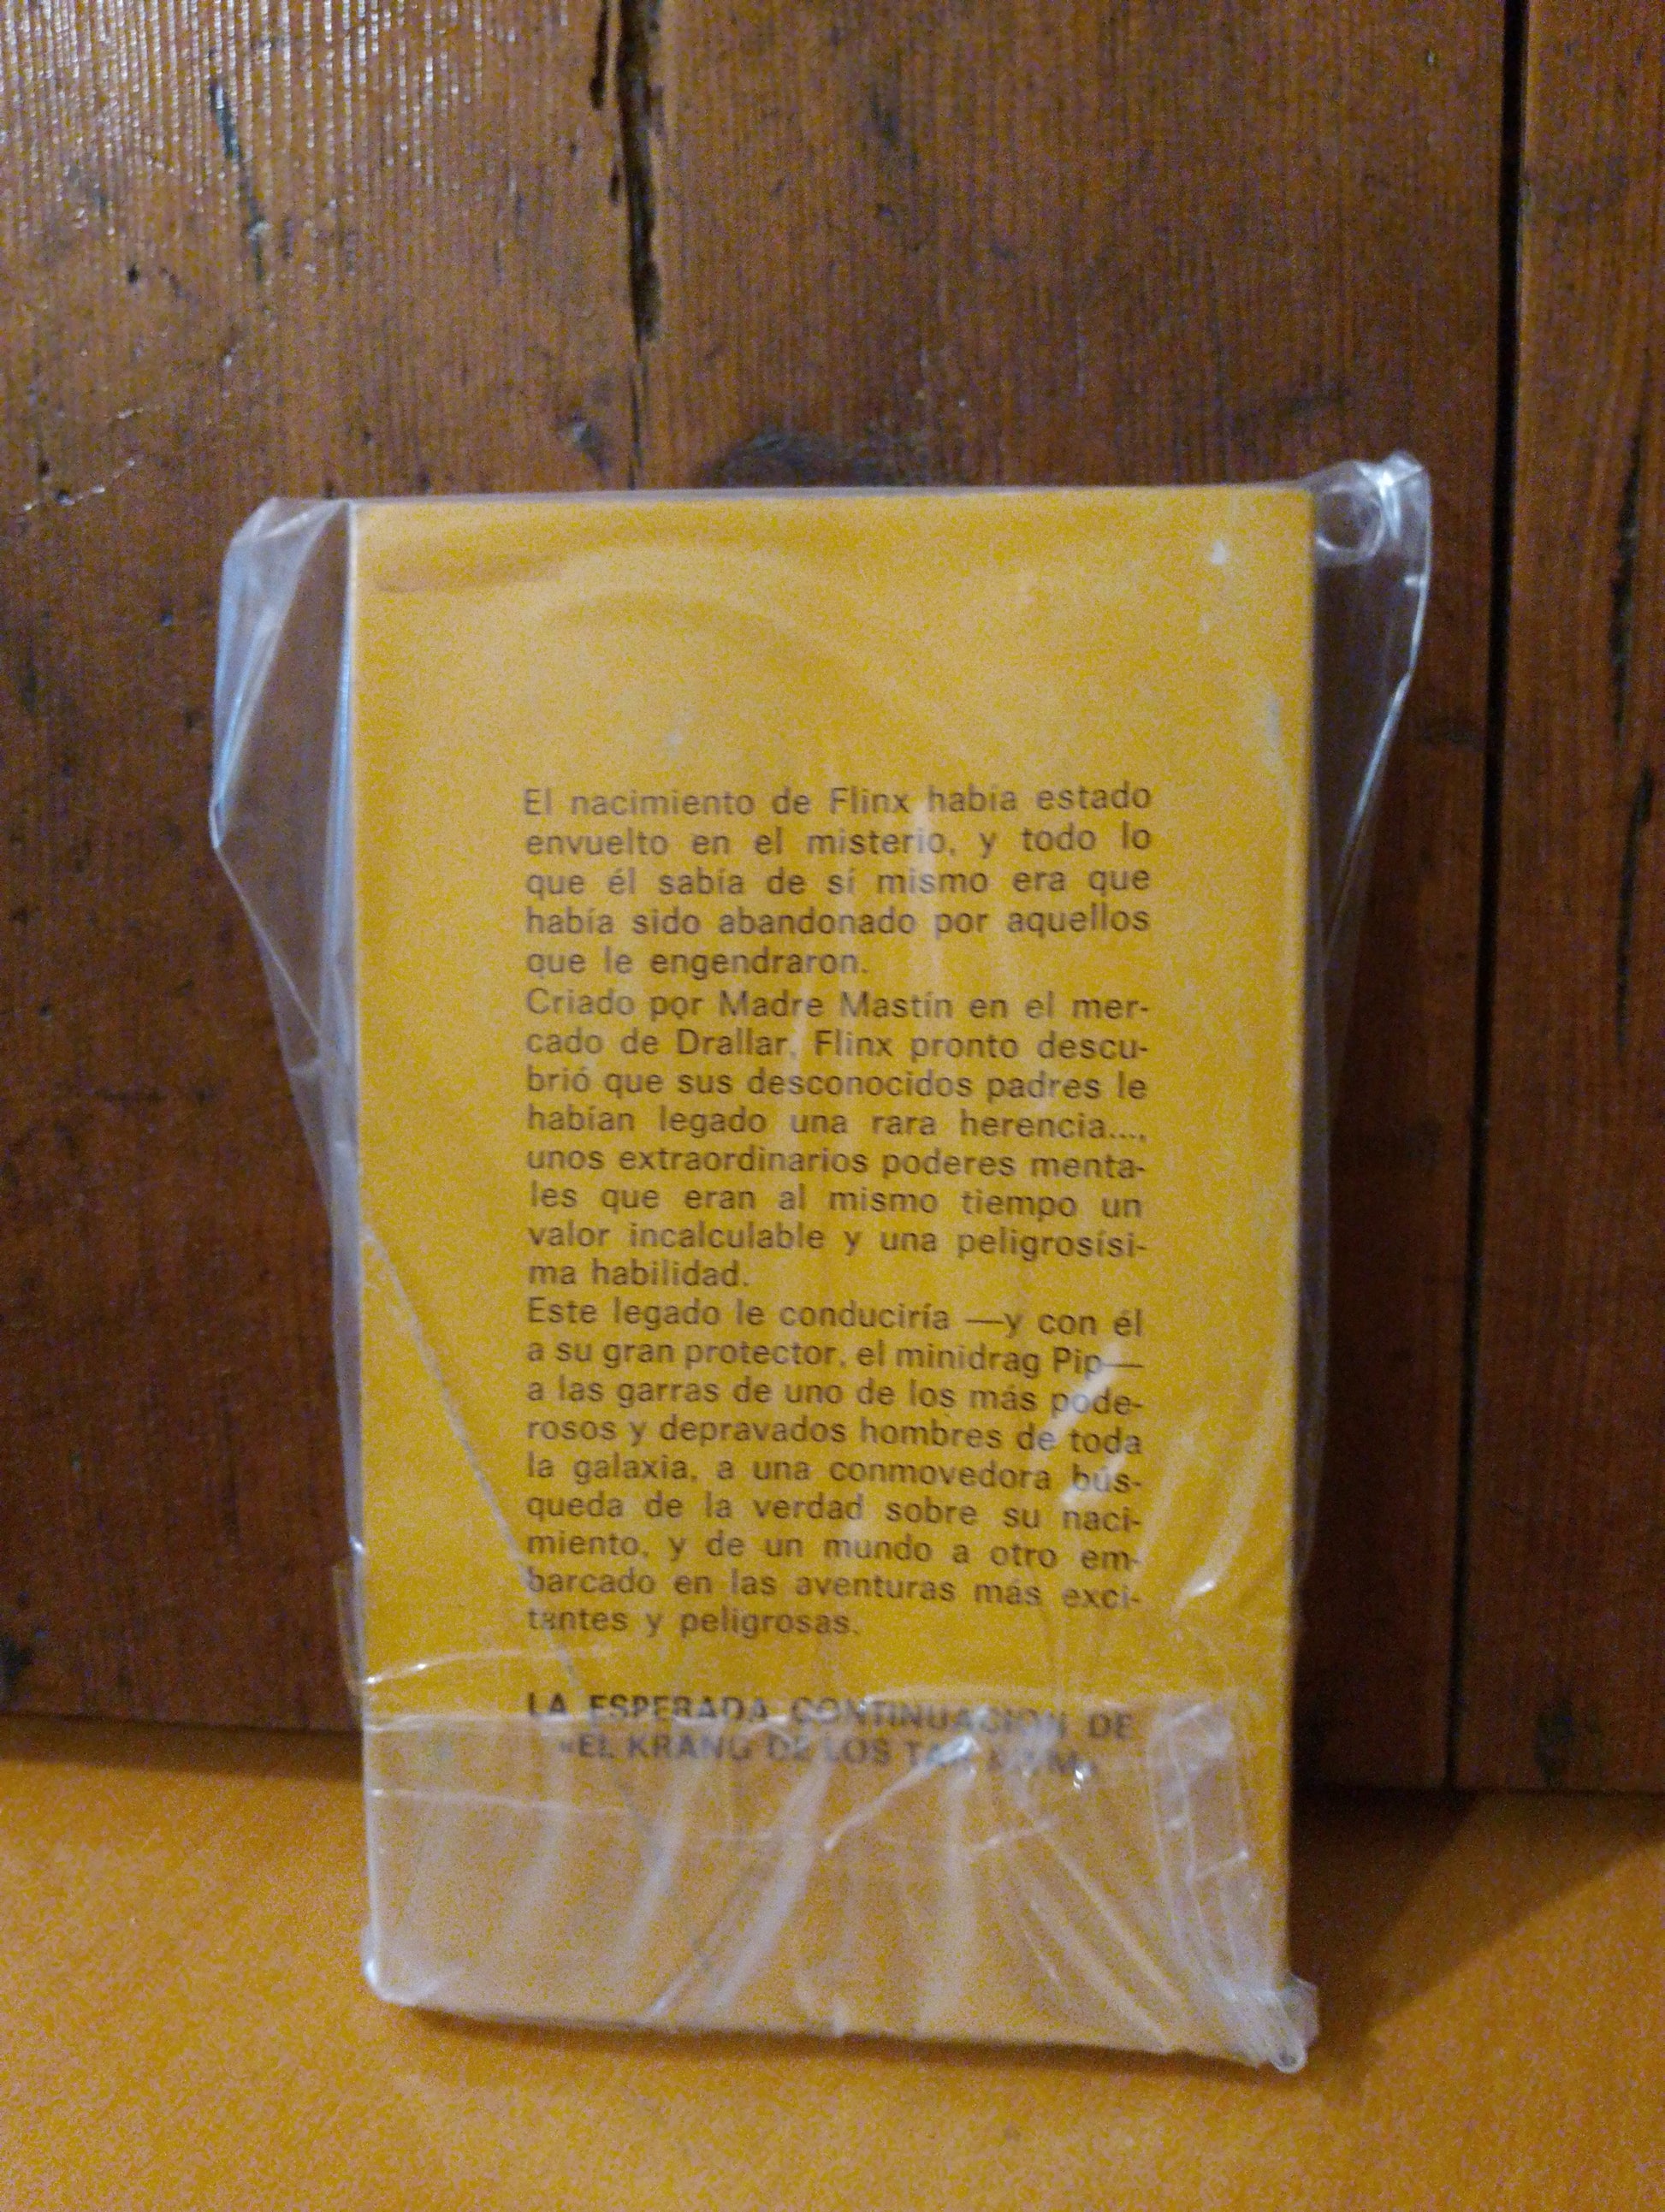 El nacimiento de Flinx había estado
envuelto en el misterio, y todo lo
que él sabía de sí mismo era que
había sido abandonado por aquellos
que le engendraron.
Criado por Madre Mastín en el mer-
cado de Drallar, Flinx pronto descu-
brió que sus desconocidos padres le
habían legado una rara herencia...,
unos extraordinarios poderes menta-
les que eran al mismo tiempo un
valor incalculable y una peligrosísi-
ma habilidad.
Este legado le conduciría —y con él
a su gran protector, el minidrag Pip—
a las garras de uno de los más pode-
rosos y depravados hombres de toda
la galaxia, a una conmovedora bús-
queda de la verdad sobre su naci-
miento, y de un mundo a otro em-
barcado en las aventuras más exci-
tantes y peligrosas.
LA ESPERADA CONTINUACION DE
«EL KRANG DE LOS